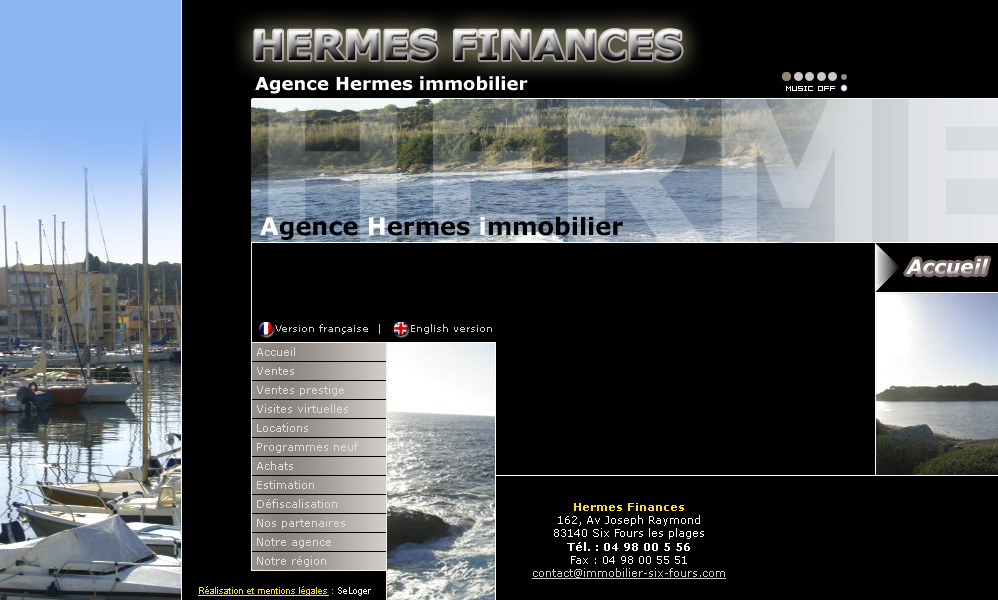 HERMES FINANCES
Agence Hermes immobilier
MUSIC OFF
HERME
Agence Hermes immobilier
Accueil
Version française | English version
Accueil
Ventes
Ventes prestige
Visites virtuelles
Locations
Programmes neuf
Achats
Estimation
Défiscalisation
Nos partenaires
Notre agence
Notre région
Hermes Finances
162, Av Joseph Raymond
83140 Six Fours les plages
Tél. : 04 98 00 5 56
Fax : 04 98 00 55 51
contact@immobilier-six-fours.com
Réalisation et mentions légales : SeLoger